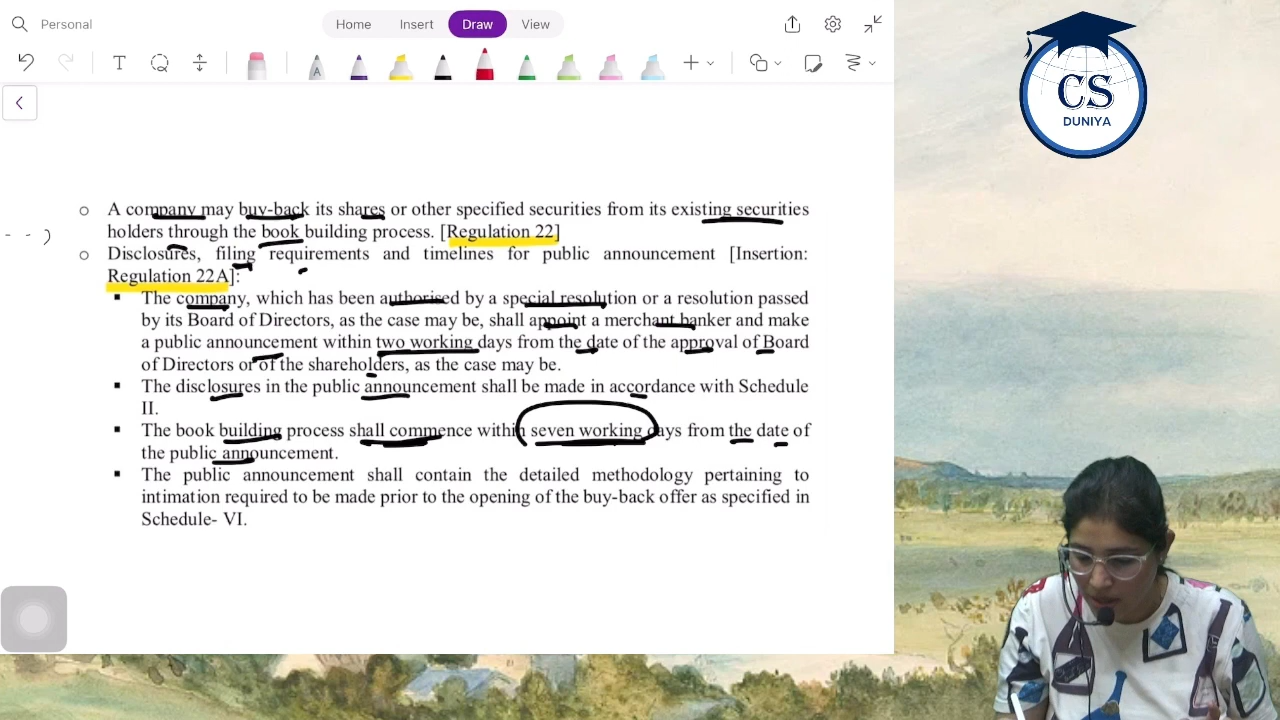 Personal
Home Insert Draw View
T
A
CS
DUNIYA
o A company may buy-back its shares or other specified securities from its existing securities
holders through the book building process. [Regulation 22]
o Disclosures, filing requirements and timelines for public announcement [Insertion:
Regulation 22A]:
▪ The company, which has been authorised by a special resolution or a resolution passed
by its Board of Directors, as the case may be, shall appoint a merchant banker and make
a public announcement within two working days from the date of the approval of Board
of Directors or of the shareholders, as the case may be.
▪ The disclosures in the public announcement shall be made in accordance with Schedule
II.
▪ The book building process shall commence within seven working days from the date of
the public announcement.
▪ The public announcement shall contain the detailed methodology pertaining to
intimation required to be made prior to the opening of the buy-back offer as specified in
Schedule- VI.